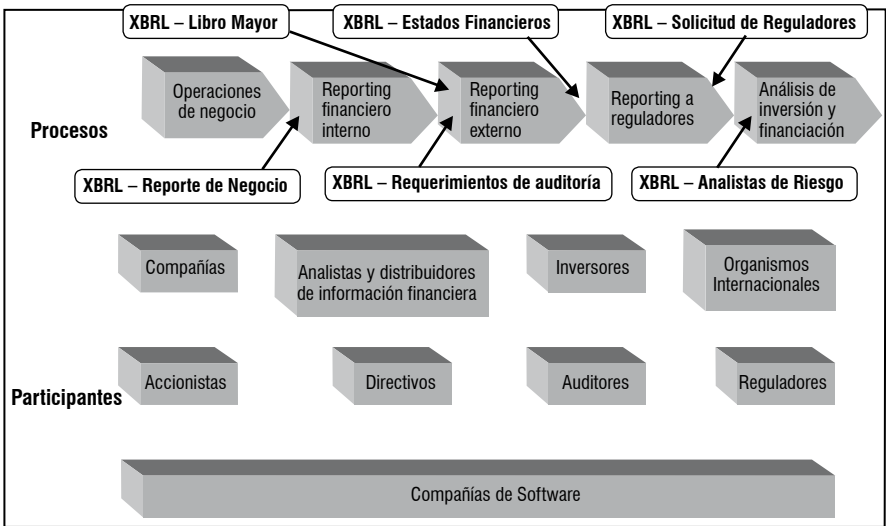 XBRL – Libro Mayor
XBRL – Estados Financieros
XBRL – Solicitud de Reguladores
Procesos
Operaciones
de negocio
Reporting
financiero
interno
Reporting
financiero
externo
Reporting a
reguladores
Análisis de
inversión y
financiación
XBRL – Reporte de Negocio
XBRL – Requerimientos de auditoría
XBRL – Analistas de Riesgo
Participantes
Compañías
Analistas y distribuidores
de información financiera
Inversores
Organismos
Internacionales
Accionistas
Directivos
Auditores
Reguladores
Compañías de Software